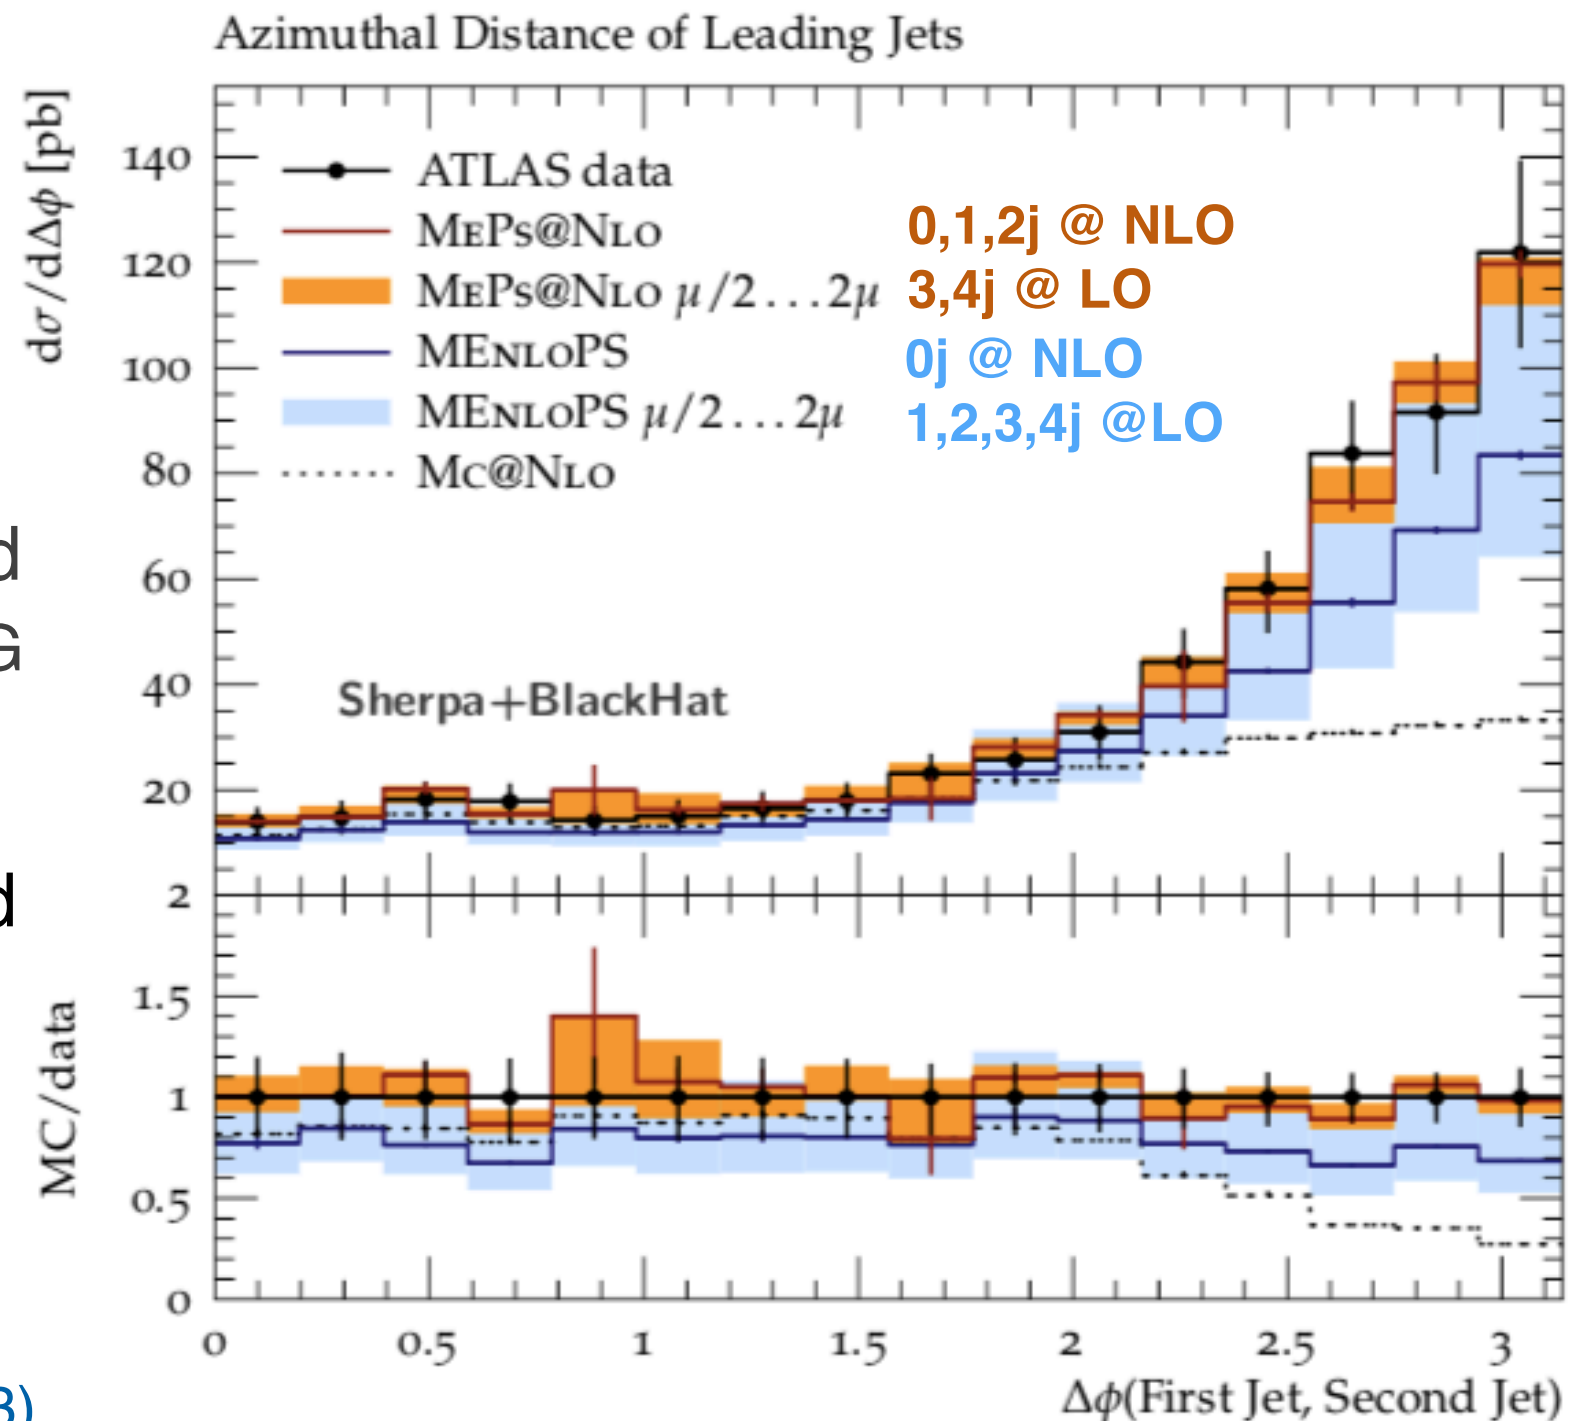 Azimuthal Distance of Leading Jets
dσ/dΔϕ [pb]
140
120
100
80
60
40
20
ATLAS data
MEPS@NLO
MEPS@NLO μ/2...2μ
MENLOPS
MENLOPS μ/2...2μ
MC@NLO
0,1,2j @ NLO
3,4j @ LO
0j @ NLO
1,2,3,4j @LO
d
G
Sherpa+BlackHat
d
MC/data
2
1.5
1
0.5
0
0 0.5 1 1.5 2 2.5 3
Δϕ(First Jet, Second Jet)
3)